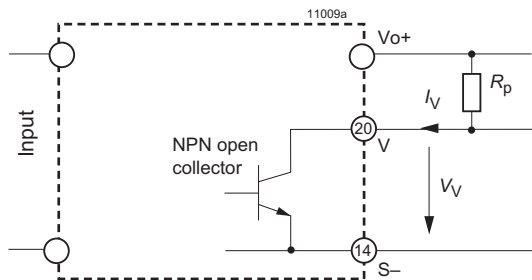 11009a
Vo+
Rp
IV
Input
20
V
NPN open
collector
VV
14
S–